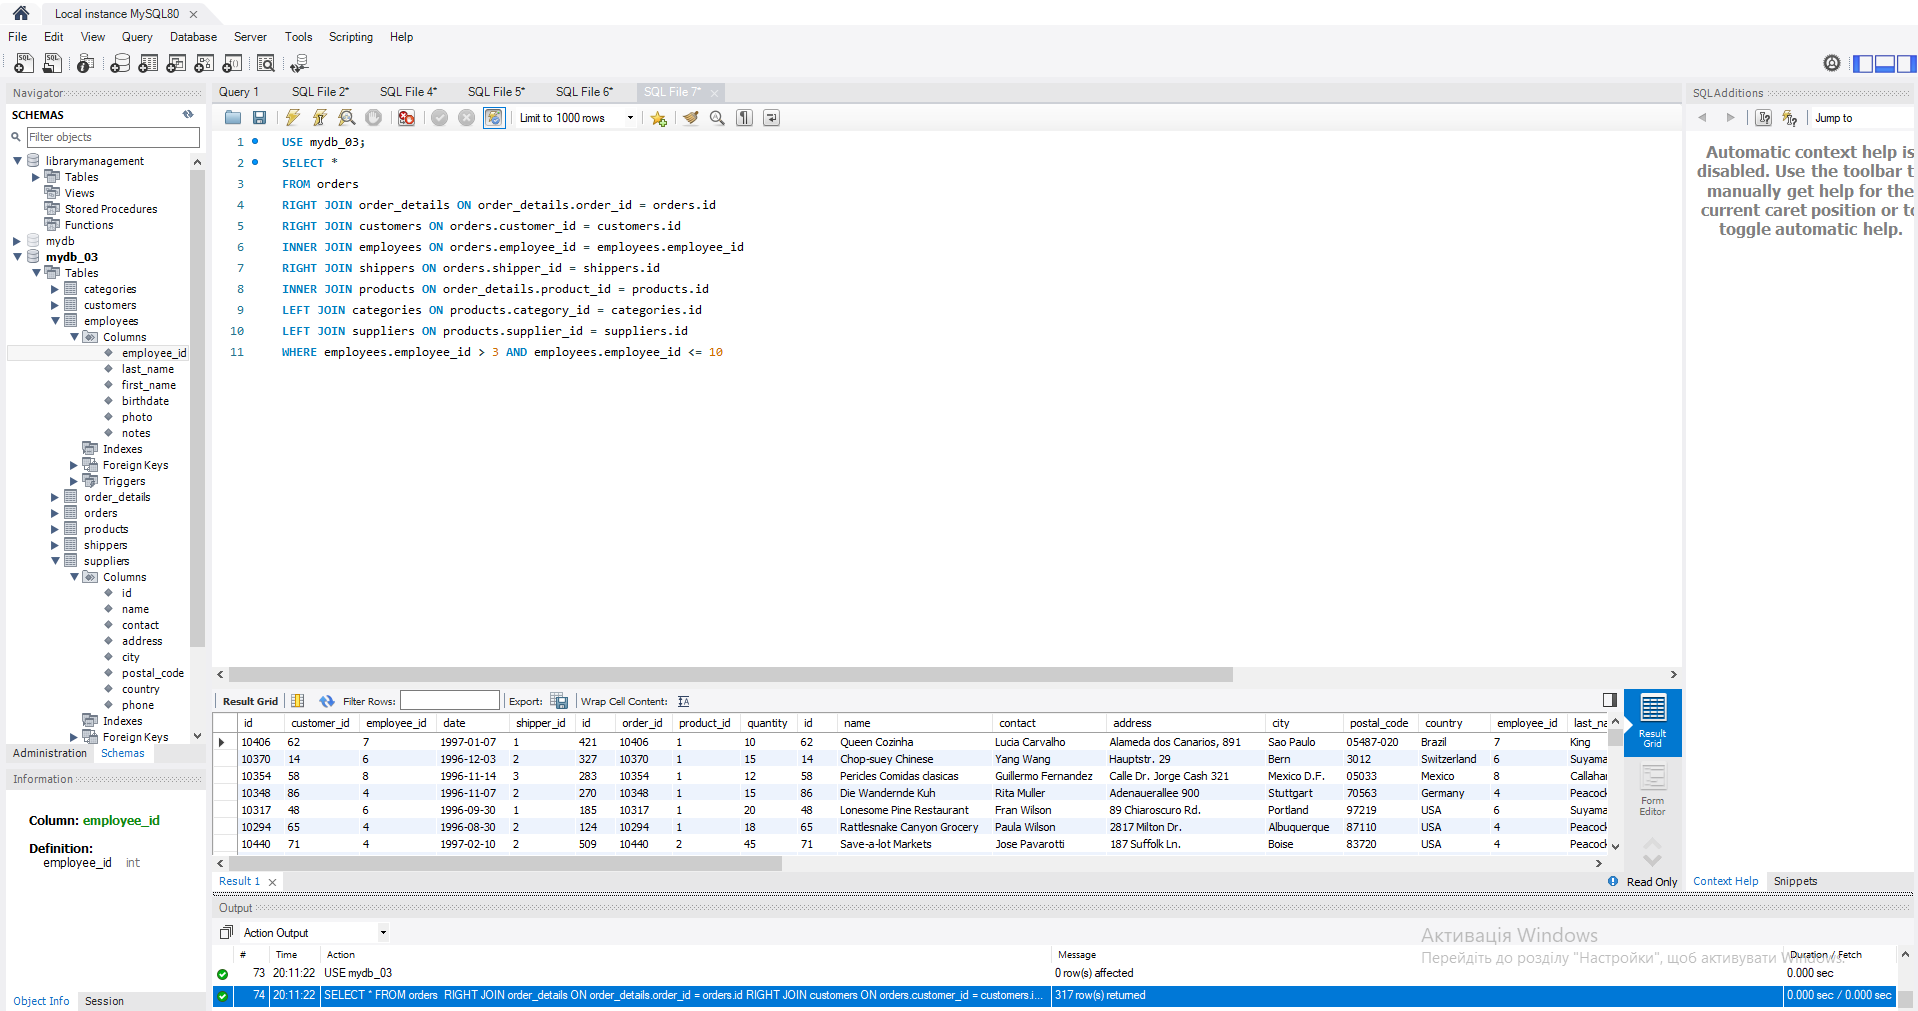 Local instance MySQL80
File Edit View Query Database Server Tools Scripting Help
Navigator
SCHEMAS
Filter objects
librarymanagement
Tables
Views
Stored Procedures
Functions
mydb
mydb_03
Tables
categories
customers
employees
Columns
employee_id
last_name
first_name
birthdate
photo
notes
Indexes
Foreign Keys
Triggers
order_details
orders
products
shippers
suppliers
Columns
id
name
contact
address
city
postal_code
country
phone
Indexes
Foreign Keys
Administration Schemas
Information
Column: employee_id
Definition:
employee_id int
Object Info Session
Query 1 SQL File 2* SQL File 4* SQL File 5* SQL File 6* SQL File 7*
Limit to 1000 rows
1 USE mydb_03;
2 SELECT *
3 FROM orders
4 RIGHT JOIN order_details ON order_details.order_id = orders.id
5 RIGHT JOIN customers ON orders.customer_id = customers.id
6 INNER JOIN employees ON orders.employee_id = employees.employee_id
7 RIGHT JOIN shippers ON orders.shipper_id = shippers.id
8 INNER JOIN products ON order_details.product_id = products.id
9 LEFT JOIN categories ON products.category_id = categories.id
10 LEFT JOIN suppliers ON products.supplier_id = suppliers.id
11 WHERE employees.employee_id > 3 AND employees.employee_id <= 10
Result Grid Filter Rows: Export: Wrap Cell Content:
id customer_id employee_id date shipper_id id order_id product_id quantity id name contact address city postal_code country employee_id last_na
10406 62 7 1997-01-07 1 421 10406 1 10 62 Queen Cozinha Lucia Carvalho Alameda dos Canarios, 891 Sao Paulo 05487-020 Brazil 7 King
10370 14 6 1996-12-03 2 327 10370 1 15 14 Chop-suey Chinese Yang Wang Hauptstr. 29 Bern 3012 Switzerland 6 Suyama
10354 58 8 1996-11-14 3 283 10354 1 12 58 Pericles Comidas clasicas Guillermo Fernandez Calle Dr. Jorge Cash 321 Mexico D.F. 05033 Mexico 8 Callahan
10348 86 4 1996-11-07 2 270 10348 1 15 86 Die Wandernde Kuh Rita Muller Adenauerallee 900 Stuttgart 70563 Germany 4 Peacock
10317 48 6 1996-09-30 1 185 10317 1 20 48 Lonesome Pine Restaurant Fran Wilson 89 Chiaroscuro Rd. Portland 97219 USA 6 Suyama
10294 65 4 1996-08-30 2 124 10294 1 18 65 Rattlesnake Canyon Grocery Paula Wilson 2817 Milton Dr. Albuquerque 87110 USA 4 Peacock
10440 71 4 1997-02-10 2 509 10440 2 45 71 Save-a-lot Markets Jose Pavarotti 187 Suffolk Ln. Boise 83720 USA 4 Peacock
Result Grid
Form Editor
Result 1 Read Only
SQLAdditions
Jump to
Automatic context help is
disabled. Use the toolbar t
manually get help for the
current caret position or to
toggle automatic help.
Context Help Snippets
Output
Action Output
# Time Action Message Duration / Fetch
73 20:11:22 USE mydb_03 0 row(s) affected 0.000 sec
74 20:11:22 SELECT * FROM orders RIGHT JOIN order_details ON order_details.order_id = orders.id RIGHT JOIN customers ON orders.customer_id = customers.i... 317 row(s) returned 0.000 sec / 0.000 sec
Активація Windows
Перейдіть до розділу "Настройки", щоб активувати Windows.